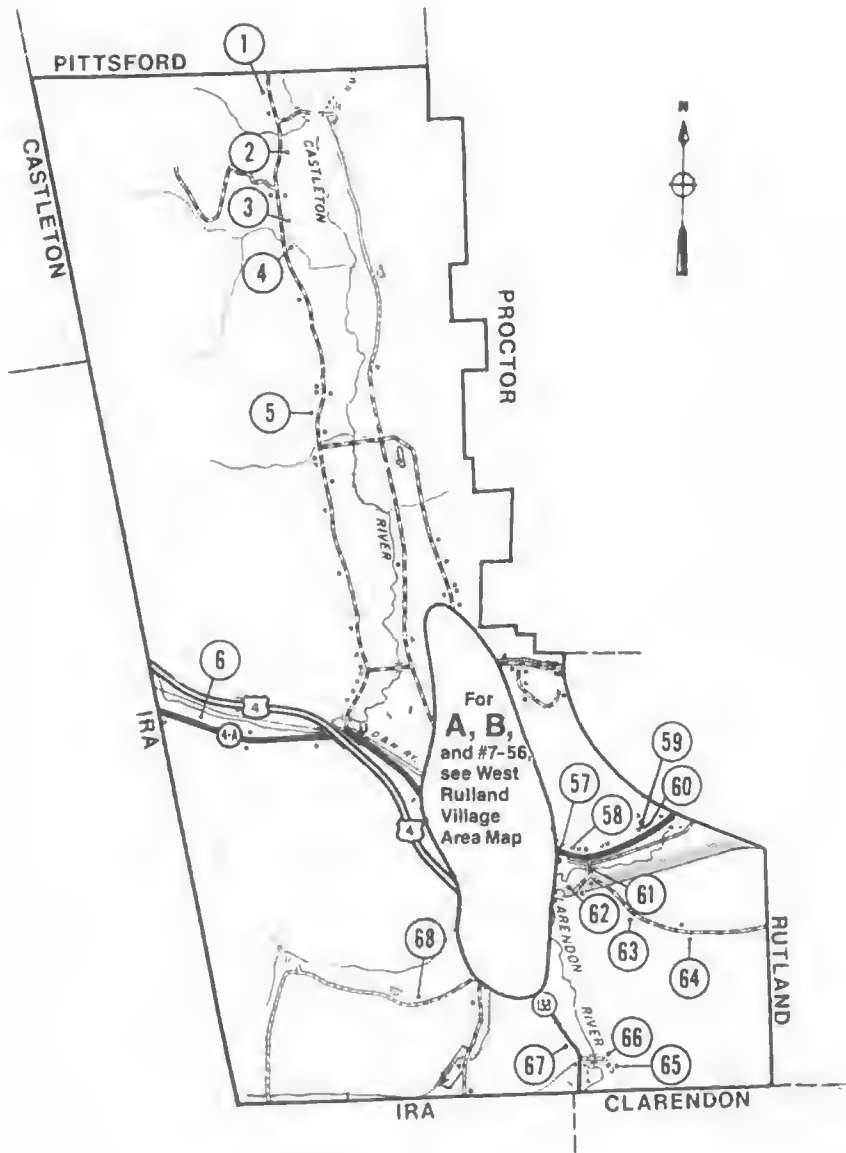 1
PITTSFORD
N
CASTLETON
2
CASTLETON
3
4
PROCTOR
5
RIVER
6
4
IRA
4-A
For
A, B,
and #7-56,
see West
Rutland
Village
Area Map
59
60
57
58
4
61
62
CLARENDON
63
64
68
RUTLAND
133
RIVER
66
67
65
IRA
CLARENDON